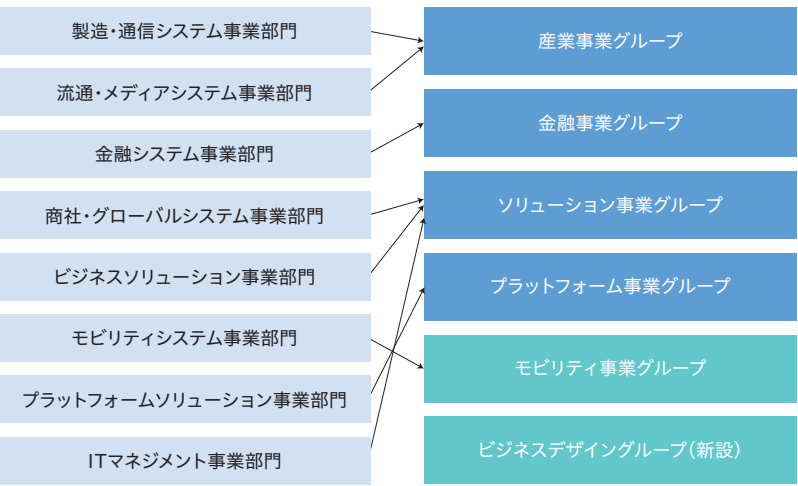 製造・通信システム事業部門
流通・メディアシステム事業部門
金融システム事業部門
商社・グローバルシステム事業部門
ビジネスソリューション事業部門
モビリティシステム事業部門
プラットフォームソリューション事業部門
ITマネジメント事業部門
産業事業グループ
金融事業グループ
ソリューション事業グループ
プラットフォーム事業グループ
モビリティ事業グループ
ビジネスデザイングループ(新設)